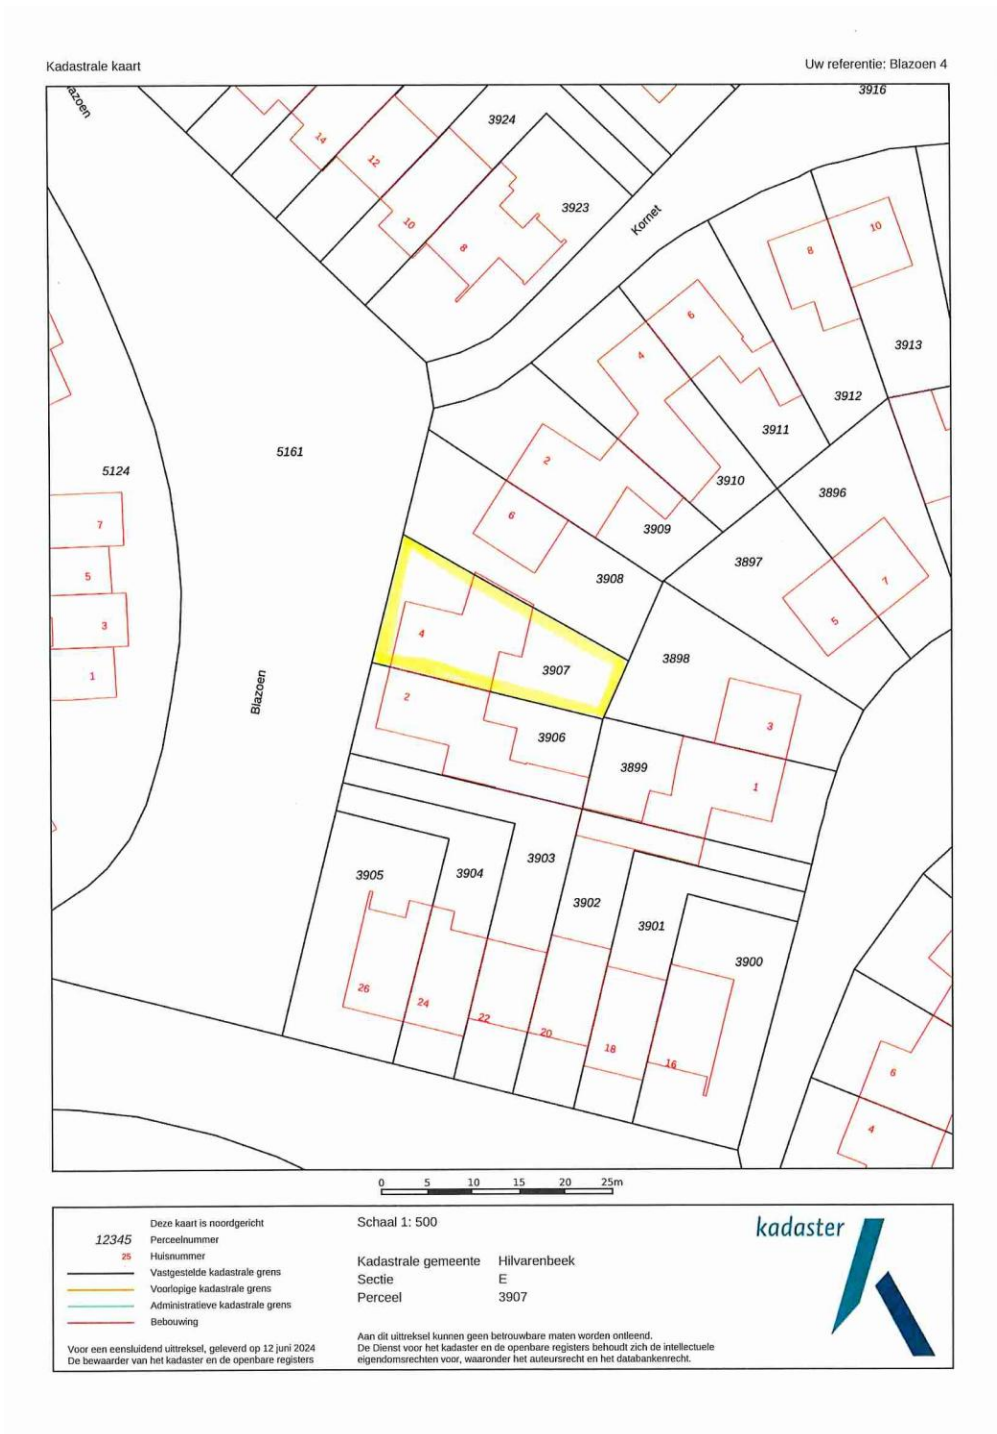 Kadastrale kaart
Uw referentie: Blazoen 4
azoen
3916
3924
14
12
3923
Kornet
10
10
8
8
6
3913
4
3912
3911
5161
2
5124
3910
3896
6
3909
7
3897
5
3908
7
5
3
4
3898
3907
1
Blazoen
2
3906
3
3899
1
3903
3905
3904
3902
3901
3900
26
24
22
20
18
16
6
4
0 5 10 15 20 25m
Deze kaart is noordgericht
12345 Perceelnummer
25 Huisnummer
Vastgestelde kadastrale grens
Voorlopige kadastrale grens
Administratieve kadastrale grens
Bebouwing
Voor een eensluidend uittreksel, geleverd op 12 juni 2024
De bewaarder van het kadaster en de openbare registers
Schaal 1: 500
Kadastrale gemeente Hilvarenbeek
Sectie E
Perceel 3907
Aan dit uittreksel kunnen geen betrouwbare maten worden ontleend.
De Dienst voor het kadaster en de openbare registers behoudt zich de intellectuele
eigendomsrechten voor, waaronder het auteursrecht en het databankenrecht.
kadaster